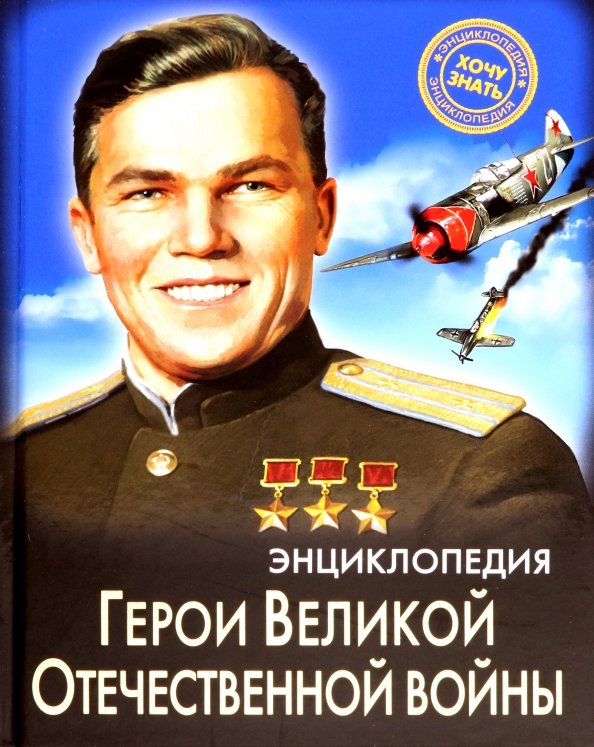 ЭНЦИКЛОПЕДИЯ
ХОЧУ
ЗНАТЬ
ЭНЦИКЛОПЕДИЯ
ЭНЦИКЛОПЕДИЯ
ГЕРОИ ВЕЛИКОЙ
ОТЕЧЕСТВЕННОЙ ВОЙНЫ